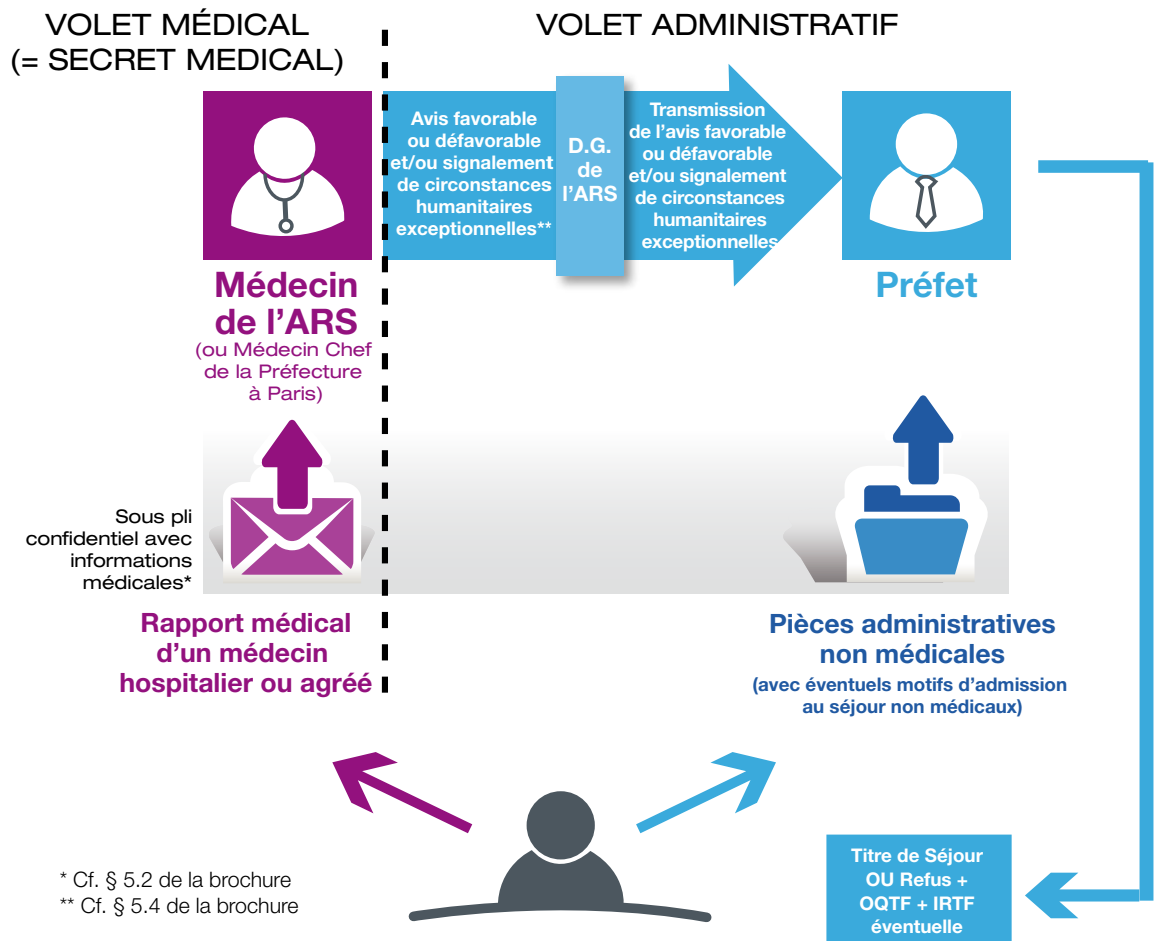 VOLET MÉDICAL
(= SECRET MEDICAL)
VOLET ADMINISTRATIF
Avis favorable
ou défavorable
et/ou signalement
de circonstances
humanitaires
exceptionnelles**
D.G.
de
l'ARS
Transmission
de l'avis favorable
ou défavorable
et/ou signalement
de circonstances
humanitaires
exceptionnelles
Médecin
de l'ARS
(ou Médecin Chef
de la Préfecture
à Paris)
Préfet
Sous pli
confidentiel avec
informations
médicales*
Rapport médical
d'un médecin
hospitalier ou agréé
Pièces administratives
non médicales
(avec éventuels motifs d'admission
au séjour non médicaux)
* Cf. § 5.2 de la brochure
** Cf. § 5.4 de la brochure
Titre de Séjour
OU Refus +
OQTF + IRTF
éventuelle